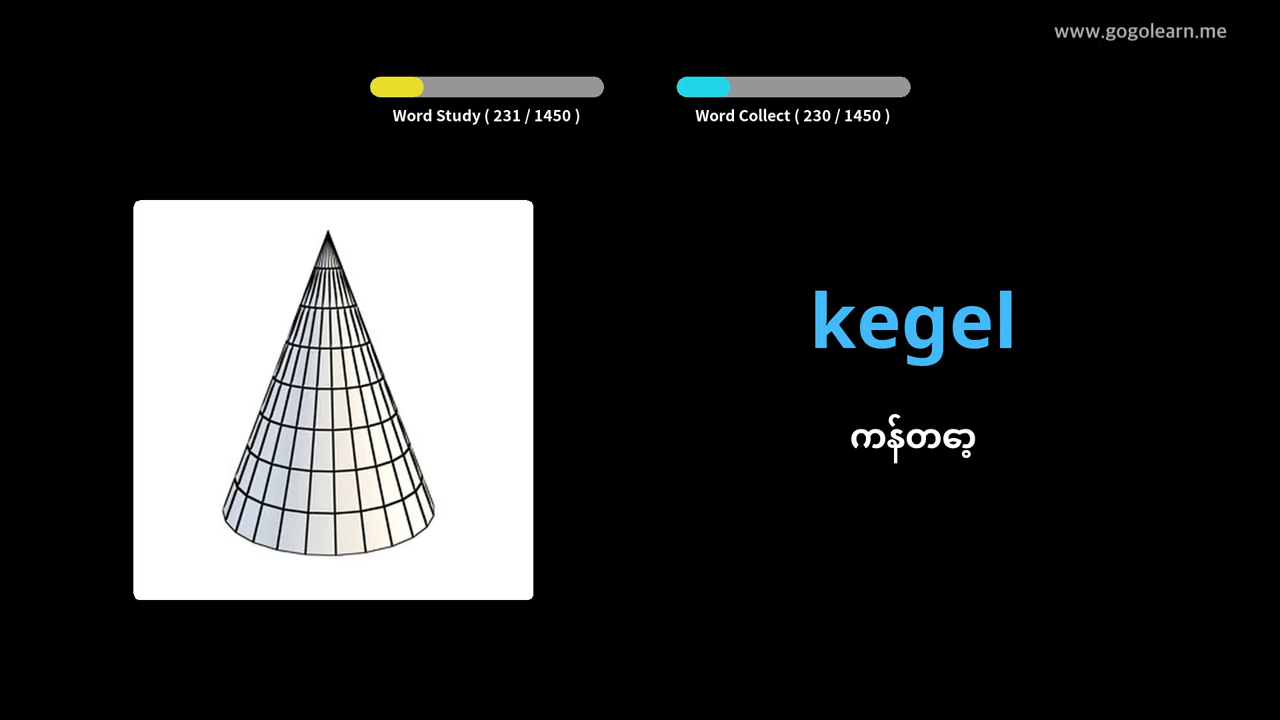 www.gogolearn.me
Word Study ( 231 / 1450 )
Word Collect ( 230 / 1450 )
kegel
ကန်တော့